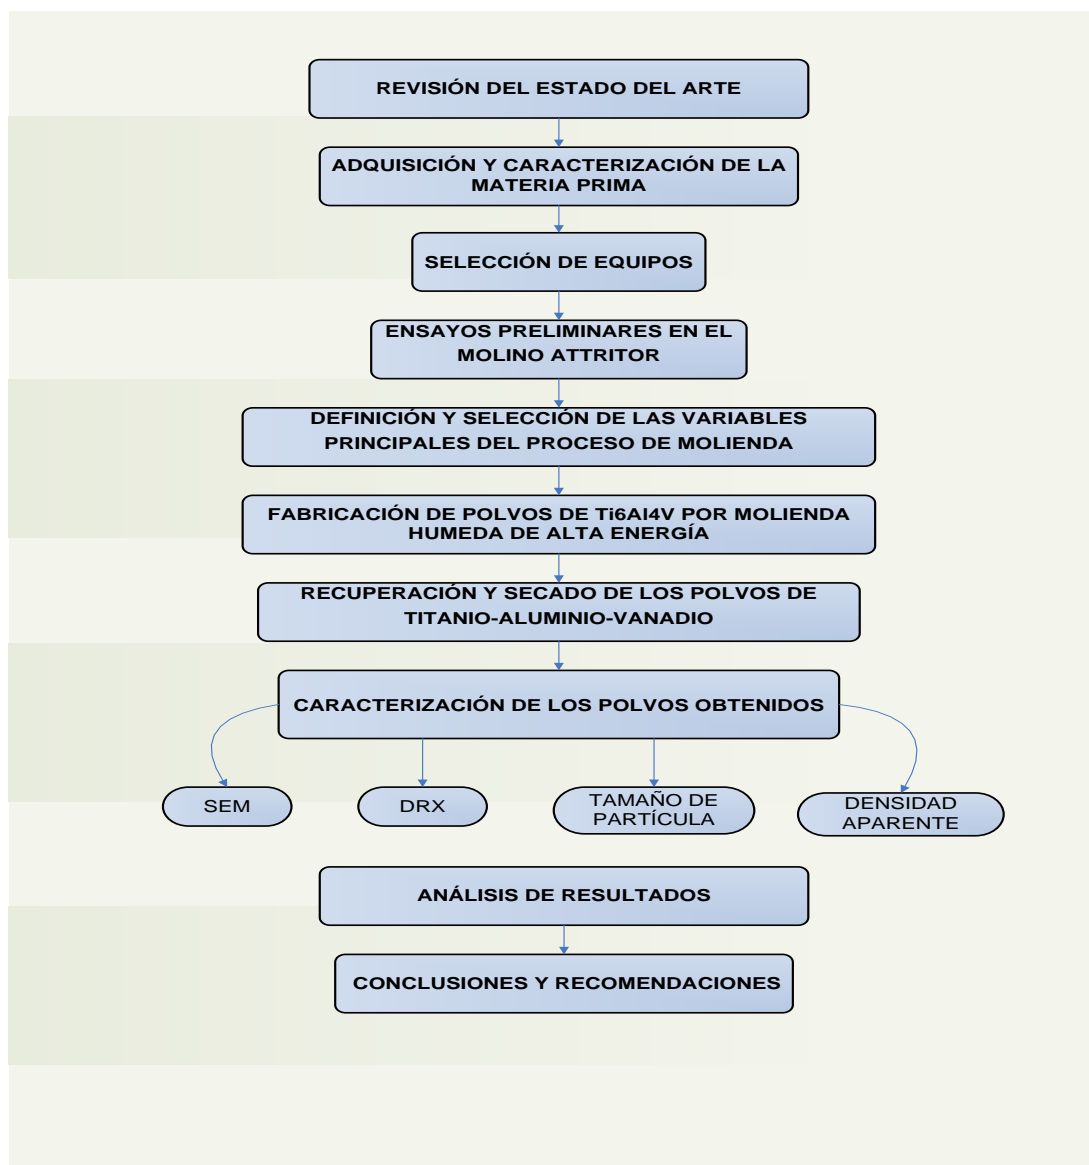 REVISIÓN DEL ESTADO DEL ARTE
ADQUISICIÓN Y CARACTERIZACIÓN DE LA
MATERIA PRIMA
SELECCIÓN DE EQUIPOS
ENSAYOS PRELIMINARES EN EL
MOLINO ATTRITOR
DEFINICIÓN Y SELECCIÓN DE LAS VARIABLES
PRINCIPALES DEL PROCESO DE MOLIENDA
FABRICACIÓN DE POLVOS DE Ti6Al4V POR MOLIENDA
HUMEDA DE ALTA ENERGÍA
RECUPERACIÓN Y SECADO DE LOS POLVOS DE
TITANIO-ALUMINIO-VANADIO
CARACTERIZACIÓN DE LOS POLVOS OBTENIDOS
SEM
DRX
TAMAÑO DE
PARTÍCULA
DENSIDAD
APARENTE
ANÁLISIS DE RESULTADOS
CONCLUSIONES Y RECOMENDACIONES